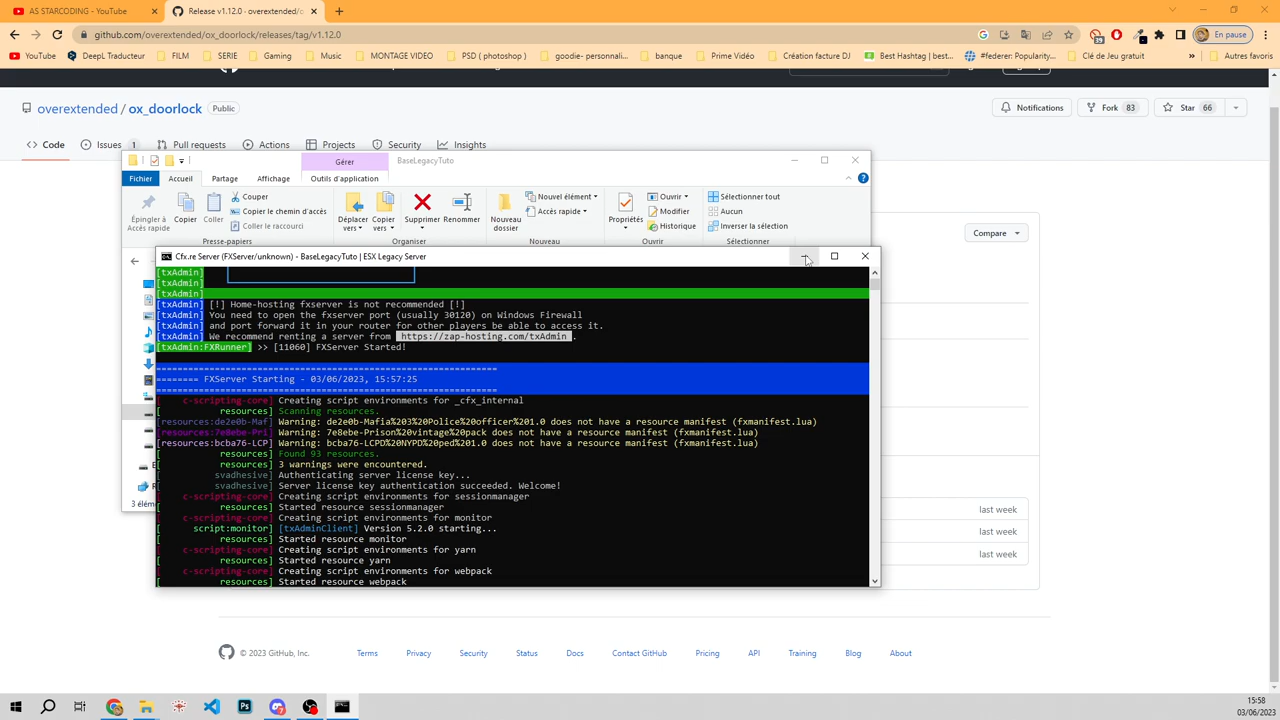 AS STARCODING - YouTube
Release v1.12.0 · overextended/o
github.com/overextended/ox_doorlock/releases/tag/v1.12.0
En pause
YouTube
DeepL Traducteur
FILM
SERIE
Gaming
Music
MONTAGE VIDEO
PSD ( photoshop )
goodie- personnali...
banque
Prime Vidéo
Création facture DJ
Best Hashtag | best...
#federer: Popularity...
Clé de Jeu gratuit
»
Autres favoris
overextended / ox_doorlock
Public
Notifications
Fork 83
Star 66
Code
Issues 1
Pull requests
Actions
Projects
Security
Insights
Gérer
BaseLegacyTuto
Fichier
Accueil
Partage
Affichage
Outils d'application
Épingler à
Accès rapide
Copier
Coller
Couper
Copier le chemin d'accès
Coller le raccourci
Presse-papiers
Déplacer
vers
Copier
vers
Supprimer
Renommer
Organiser
Nouveau
dossier
Nouvel élément
Accès rapide
Nouveau
Propriétés
Ouvrir
Modifier
Historique
Ouvrir
Sélectionner tout
Aucun
Inverser la sélection
Sélectionner
Compare
3 élém
Cfx.re Server (FXServer/unknown) - BaseLegacyTuto | ESX Legacy Server
[txAdmin]
[txAdmin]
[txAdmin]
[txAdmin] [!] Home-hosting fxserver is not recommended [!]
[txAdmin] You need to open the fxserver port (usually 30120) on Windows Firewall
[txAdmin] and port forward it in your router for other players be able to access it.
[txAdmin] We recommend renting a server from https://zap-hosting.com/txAdmin .
[txAdmin:FXRunner] >> [11060] FXServer Started!
=====================================================
======== FXServer Starting - 03/06/2023, 15:57:25
=====================================================
[ c-scripting-core] Creating script environments for _cfx_internal
[ resources] Scanning resources.
[resources:de2e0b-Maf] Warning: de2e0b-Mafia%203%20Police%20officer%201.0 does not have a resource manifest (fxmanifest.lua)
[resources:7e8ebe-Pri] Warning: 7e8ebe-Prison%20vintage%20pack does not have a resource manifest (fxmanifest.lua)
[resources:bcba76-LCP] Warning: bcba76-LCPD%20NYPD%20ped%201.0 does not have a resource manifest (fxmanifest.lua)
[ resources] Found 93 resources.
[ resources] 3 warnings were encountered.
[ svadhesive] Authenticating server license key...
[ svadhesive] Server license key authentication succeeded. Welcome!
[ c-scripting-core] Creating script environments for sessionmanager
[ resources] Started resource sessionmanager
[ c-scripting-core] Creating script environments for monitor
[ script:monitor] [txAdminClient] Version 5.2.0 starting...
[ resources] Started resource monitor
[ c-scripting-core] Creating script environments for yarn
[ resources] Started resource yarn
[ c-scripting-core] Creating script environments for webpack
[ resources] Started resource webpack
last week
last week
last week
© 2023 GitHub, Inc.
Terms
Privacy
Security
Status
Docs
Contact GitHub
Pricing
API
Training
Blog
About
15:58
03/06/2023